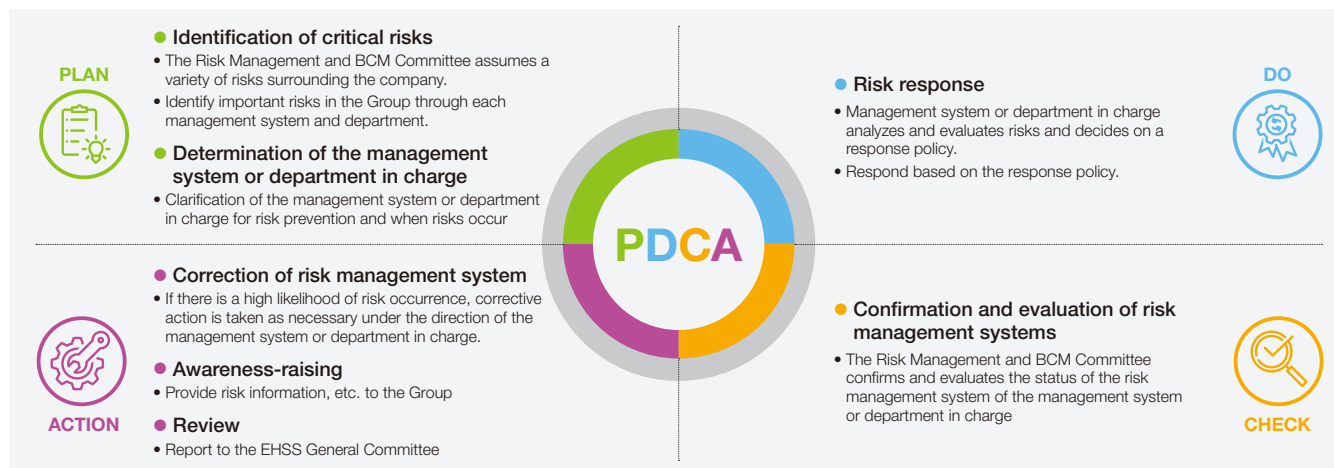 PLAN
Identification of critical risks
• The Risk Management and BCM Committee assumes a
variety of risks surrounding the company.
• Identify important risks in the Group through each
management system and department.
Determination of the management
system or department in charge
• Clarification of the management system or department
in charge for risk prevention and when risks occur
DO
Risk response
• Management system or department in charge
analyzes and evaluates risks and decides on a
response policy.
• Respond based on the response policy.
PDCA
Correction of risk management system
• If there is a high likelihood of risk occurrence, corrective
action is taken as necessary under the direction of the
management system or department in charge.
Awareness-raising
• Provide risk information, etc. to the Group
Review
• Report to the EHSS General Committee
ACTION
Confirmation and evaluation of risk
management systems
• The Risk Management and BCM Committee
confirms and evaluates the status of the risk
management system of the management system
or department in charge
CHECK